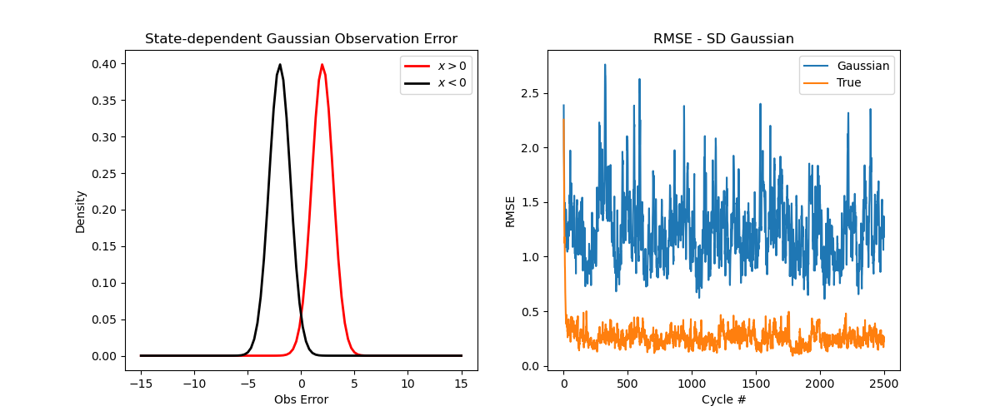 State-dependent Gaussian Observation Error
0.40
0.35
0.30
0.25
0.20
0.15
0.10
0.05
0.00
Density
x > 0
x < 0
−15
−10
−5
0
5
10
15
Obs Error
RMSE - SD Gaussian
2.5
2.0
1.5
1.0
0.5
0.0
RMSE
Gaussian
True
0
500
1000
1500
2000
2500
Cycle #